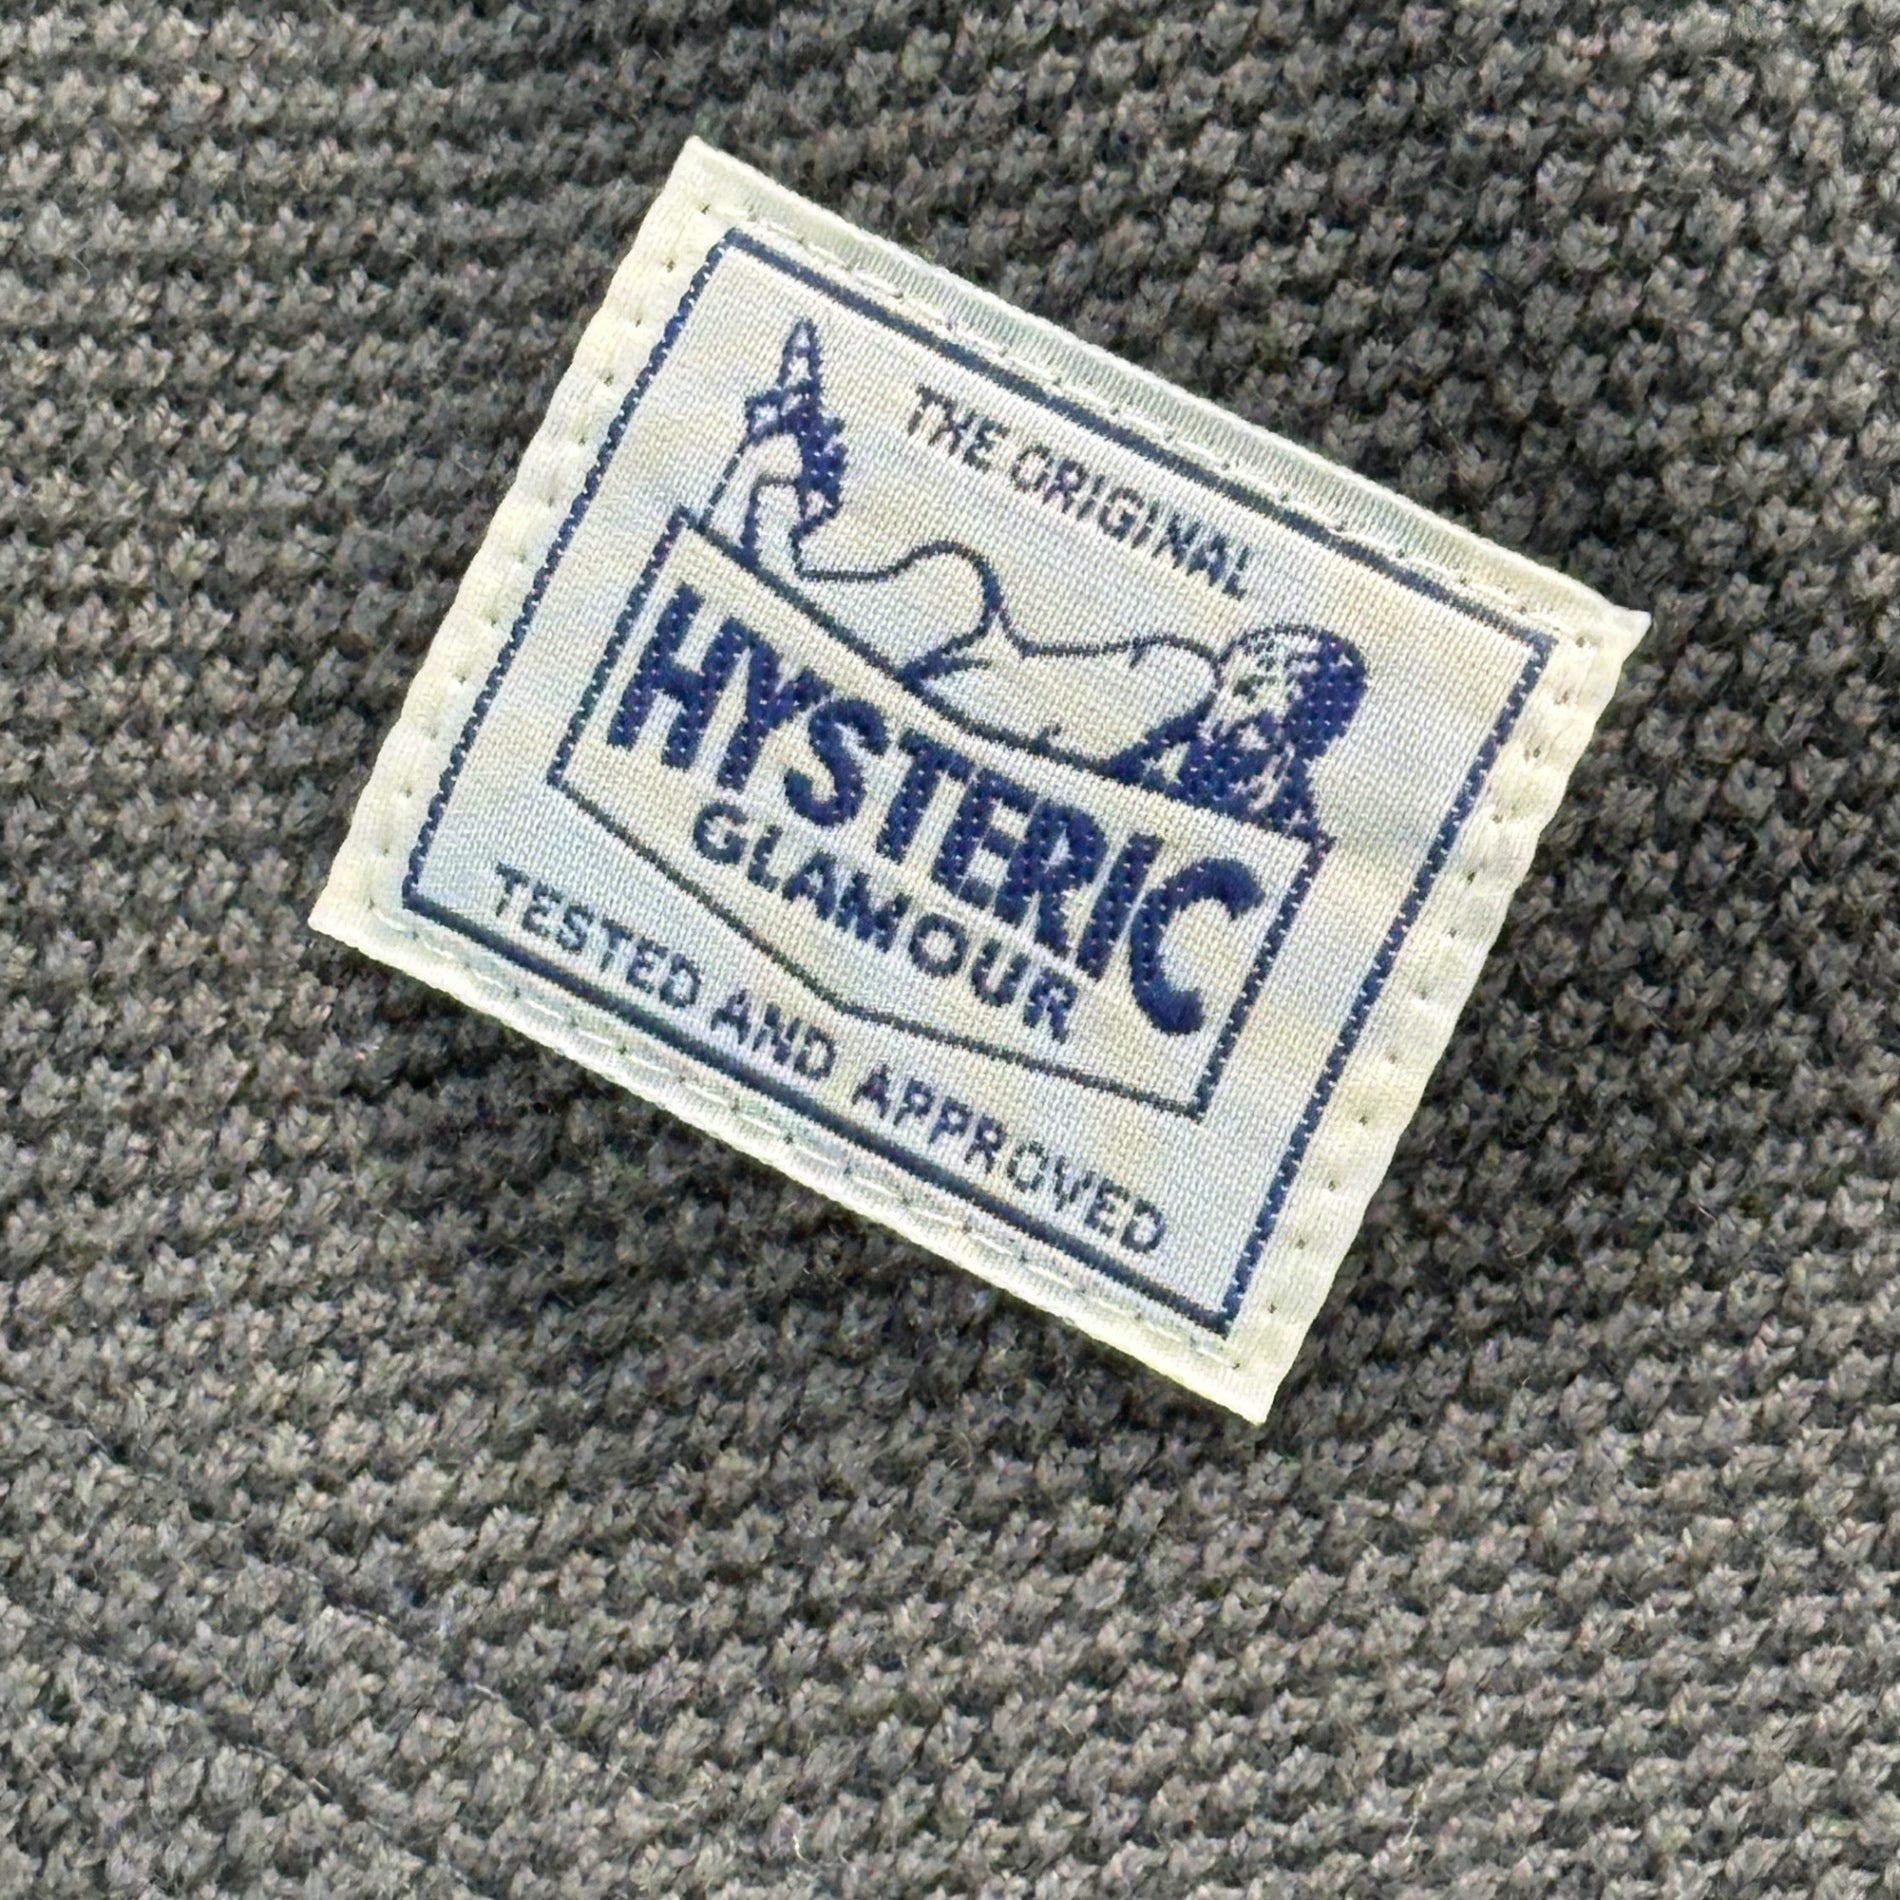 THE ORIGINAL
HYSTERIC
GLAMOUR
TESTED AND APPROVED